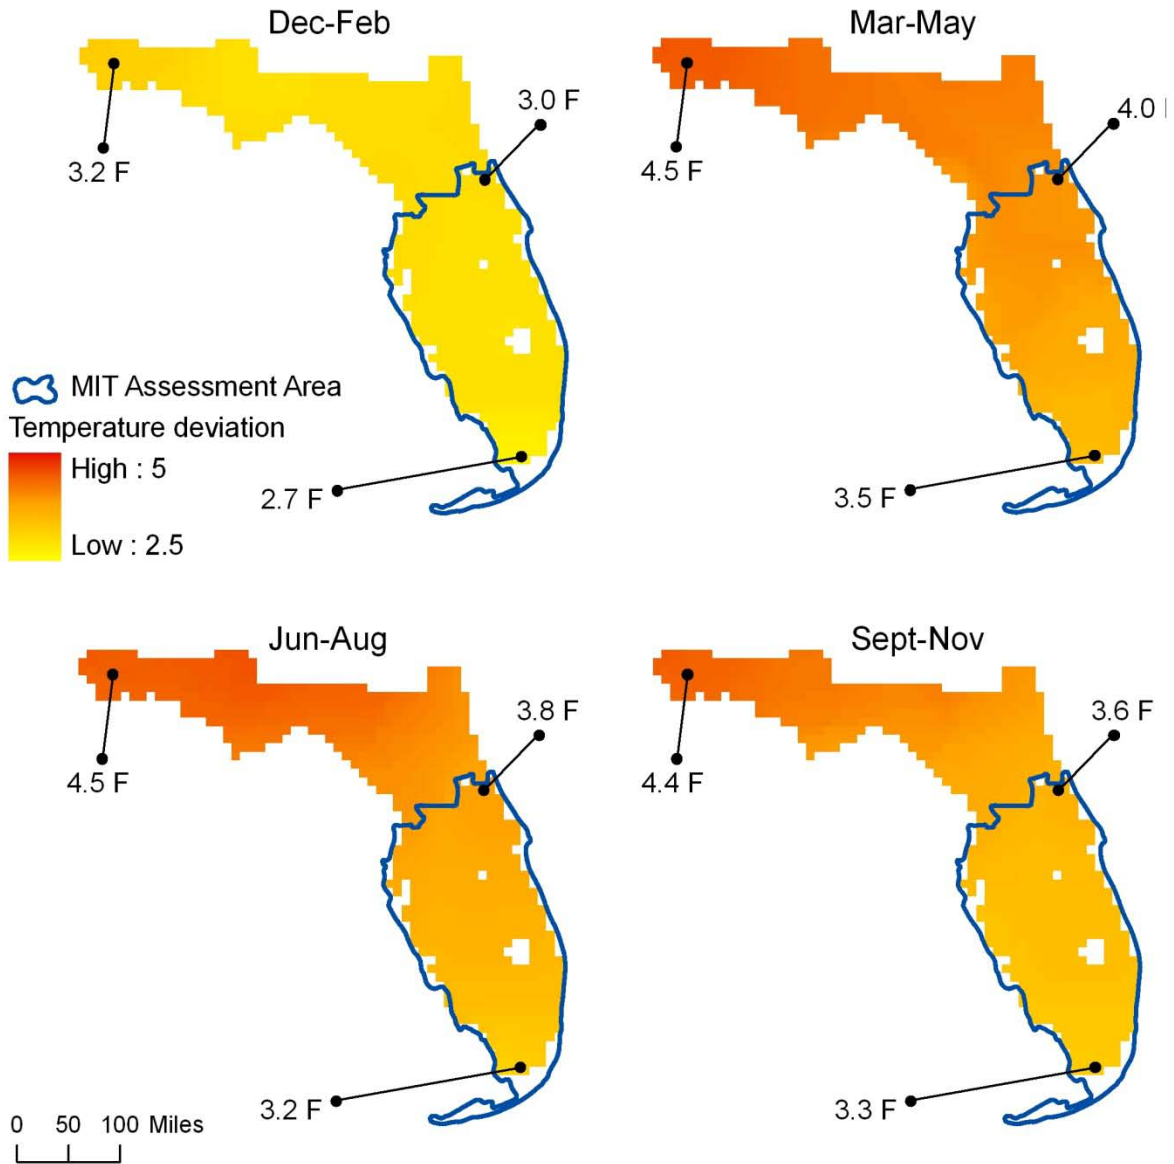 Dec-Feb
Mar-May
3.0 F
4.0
3.2 F
4.5 F
MIT Assessment Area
Temperature deviation
High : 5
Low : 2.5
2.7 F
3.5 F
Jun-Aug
Sept-Nov
3.8 F
3.6 F
4.5 F
4.4 F
3.2 F
3.3 F
0 50 100 Miles